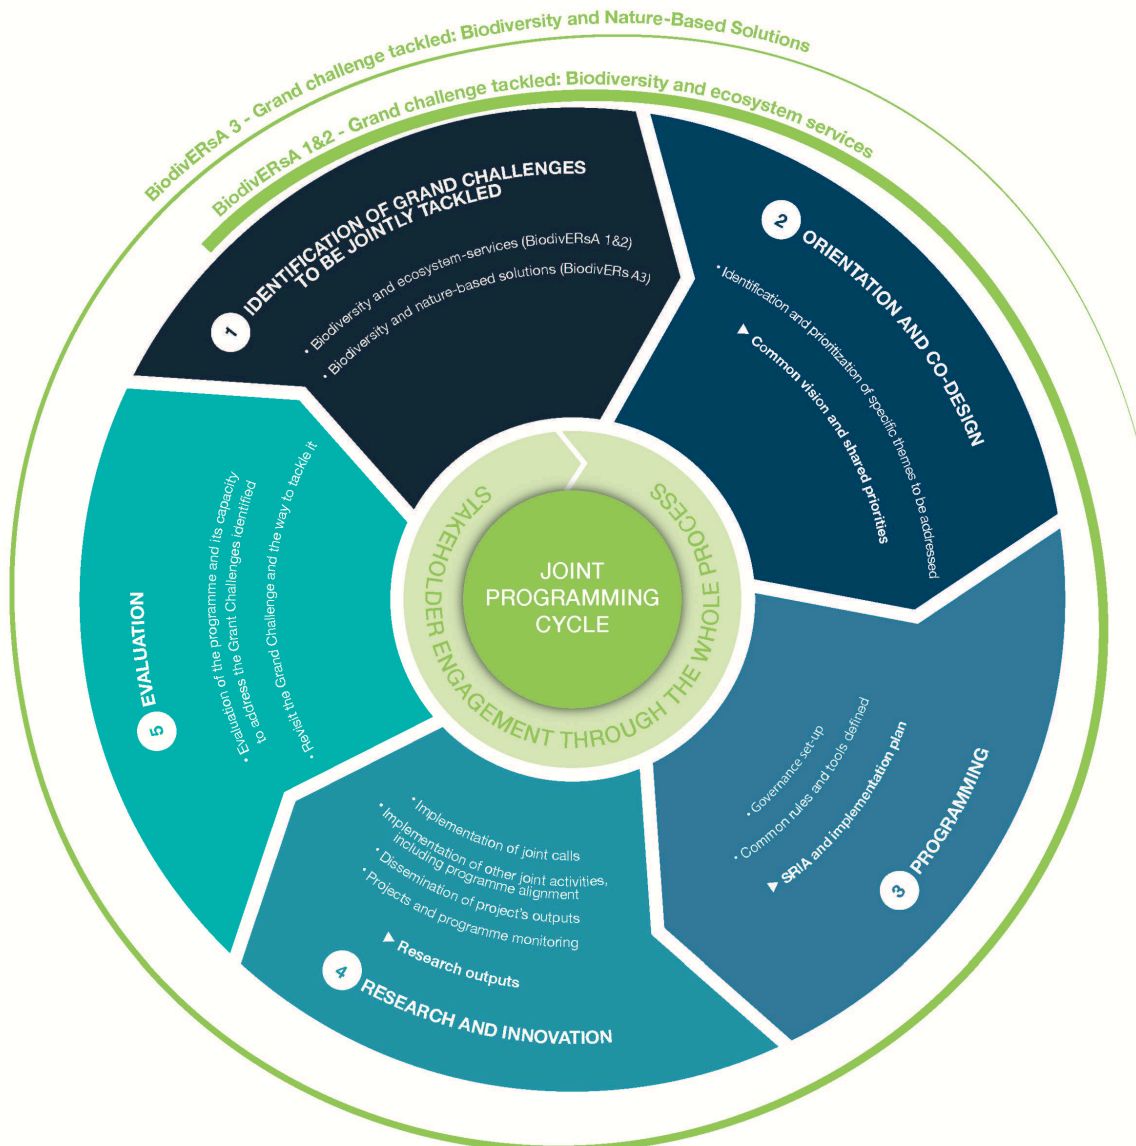 BiodivERsA 3 - Grand challenge tackled: Biodiversity and Nature-Based Solutions
BiodivERsA 1&2 - Grand challenge tackled: Biodiversity and ecosystem services
1 IDENTIFICATION OF GRAND CHALLENGES
TO BE JOINTLY TACKLED
• Biodiversity and ecosystem-services (BiodivERsA 1&2)
• Biodiversity and nature-based solutions (BiodivERs A3)
2 ORIENTATION AND CO-DESIGN
• Identification and prioritization of specific themes to be addressed
▶ Common vision and shared priorities
3 PROGRAMMING
• Governance set-up
• Common rules and tools defined
▶ SRIA and implementation plan
4 RESEARCH AND INNOVATION
• Implementation of joint calls
• Implementation of other joint activities,
including programme alignment
• Dissemination of project's outputs
• Projects and programme monitoring
▶ Research outputs
5 EVALUATION
• Evaluation of the programme and its capacity
to address the Grant Challenges identified
• Revisit the Grand Challenge and the way to tackle it
STAKEHOLDER ENGAGEMENT THROUGH THE WHOLE PROCESS
JOINT
PROGRAMMING
CYCLE